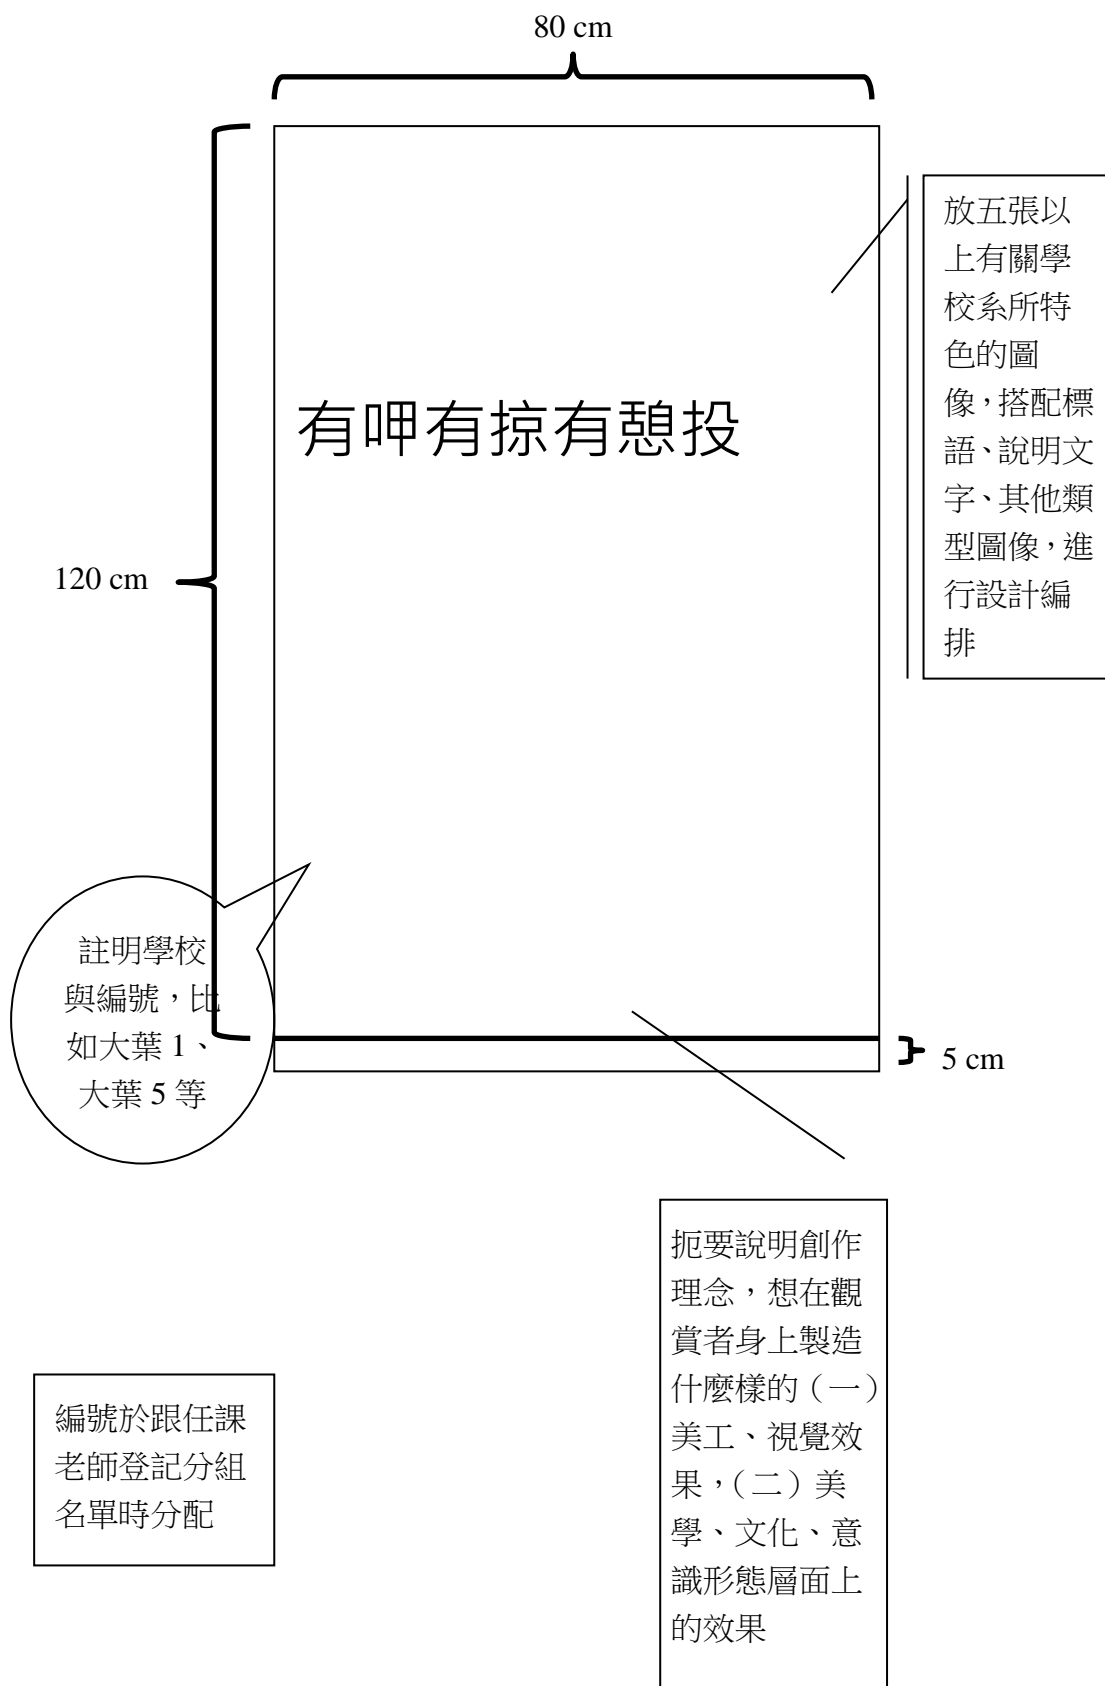 80 cm
放五張以
上有關學
校系所特
色的圖
像，搭配標
語、說明文
字、其他類
型圖像，進
行設計編
排
有呷有掠有憩投
120 cm
註明學校
與編號，比
如大葉 1、
大葉 5 等
5 cm
扼要說明創作
理念，想在觀
賞者身上製造
什麼樣的（一）
美工、視覺效
果，（二）美
學、文化、意
識形態層面上
的效果
編號於跟任課
老師登記分組
名單時分配